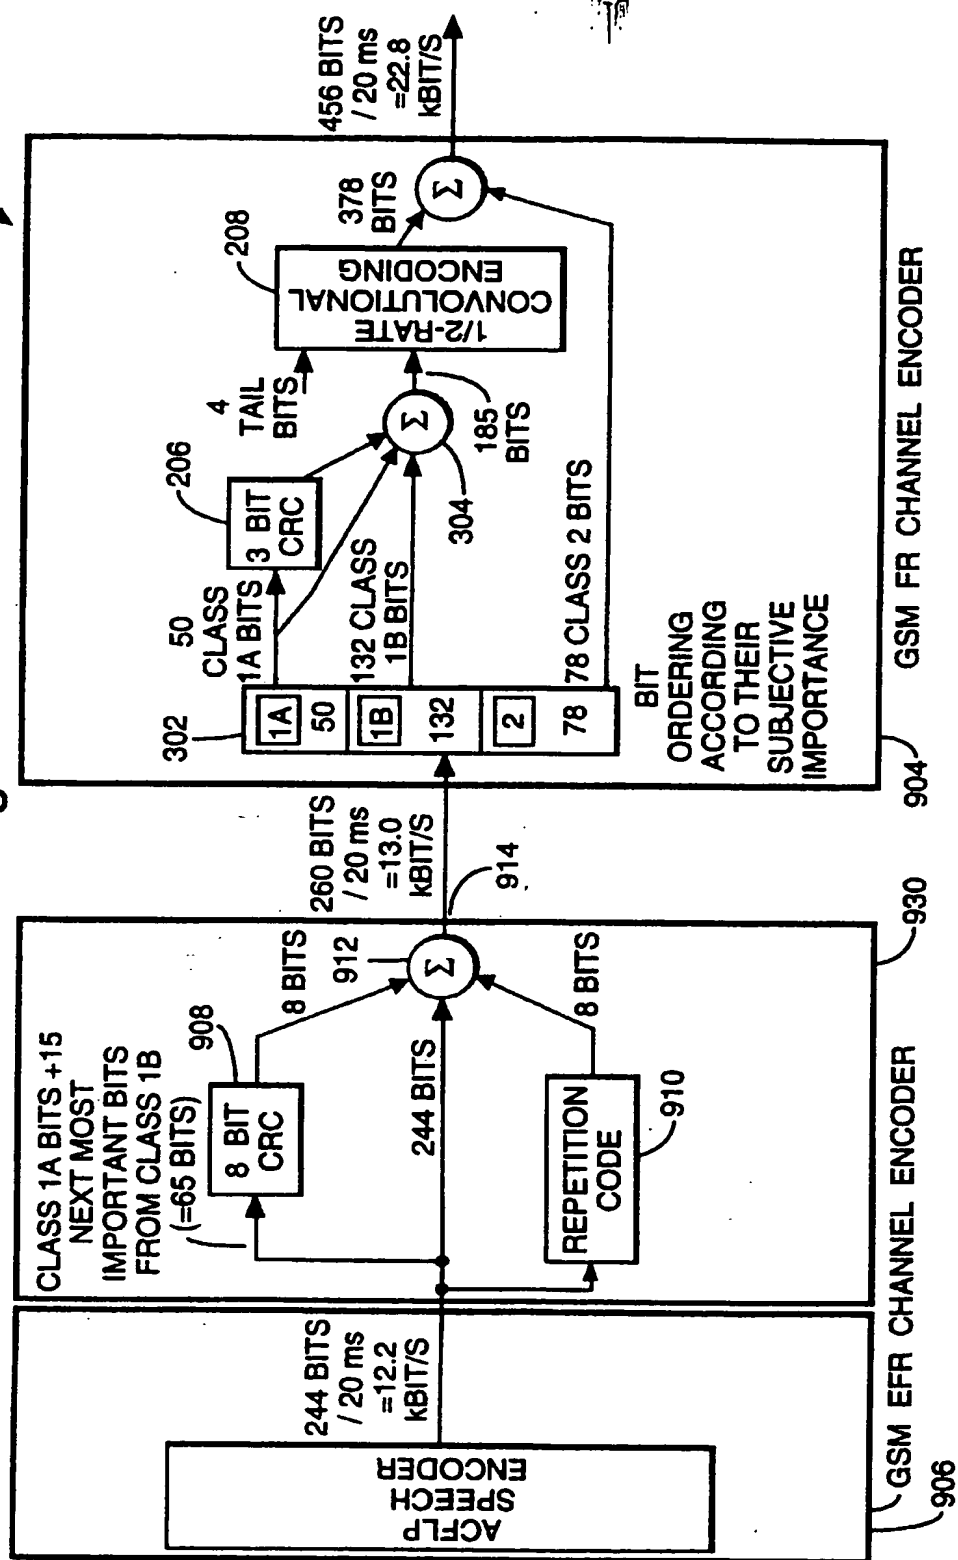 ACFLP
SPEECH
ENCODER
906
244 BITS
/ 20 ms
=12.2
kBIT/S
CLASS 1A BITS +15
NEXT MOST
IMPORTANT BITS
FROM CLASS 1B
(=65 BITS)
908
8 BIT
CRC
8 BITS
912
Σ
244 BITS
REPETITION
CODE
910
8 BITS
930
GSM EFR CHANNEL ENCODER
260 BITS
/ 20 ms
=13.0
kBIT/S
914
302
1A
50
1B
132
2
78
50
CLASS
1A BITS
132 CLASS
1B BITS
78 CLASS 2 BITS
3 BIT
CRC
206
Σ
304
185
BITS
4
TAIL
BITS
1/2-RATE
CONVOLUTIONAL
ENCODING
208
378
BITS
Σ
BIT
ORDERING
ACCORDING
TO THEIR
SUBJECTIVE
IMPORTANCE
904
GSM FR CHANNEL ENCODER
456 BITS
/ 20 ms
=22.8
kBIT/S